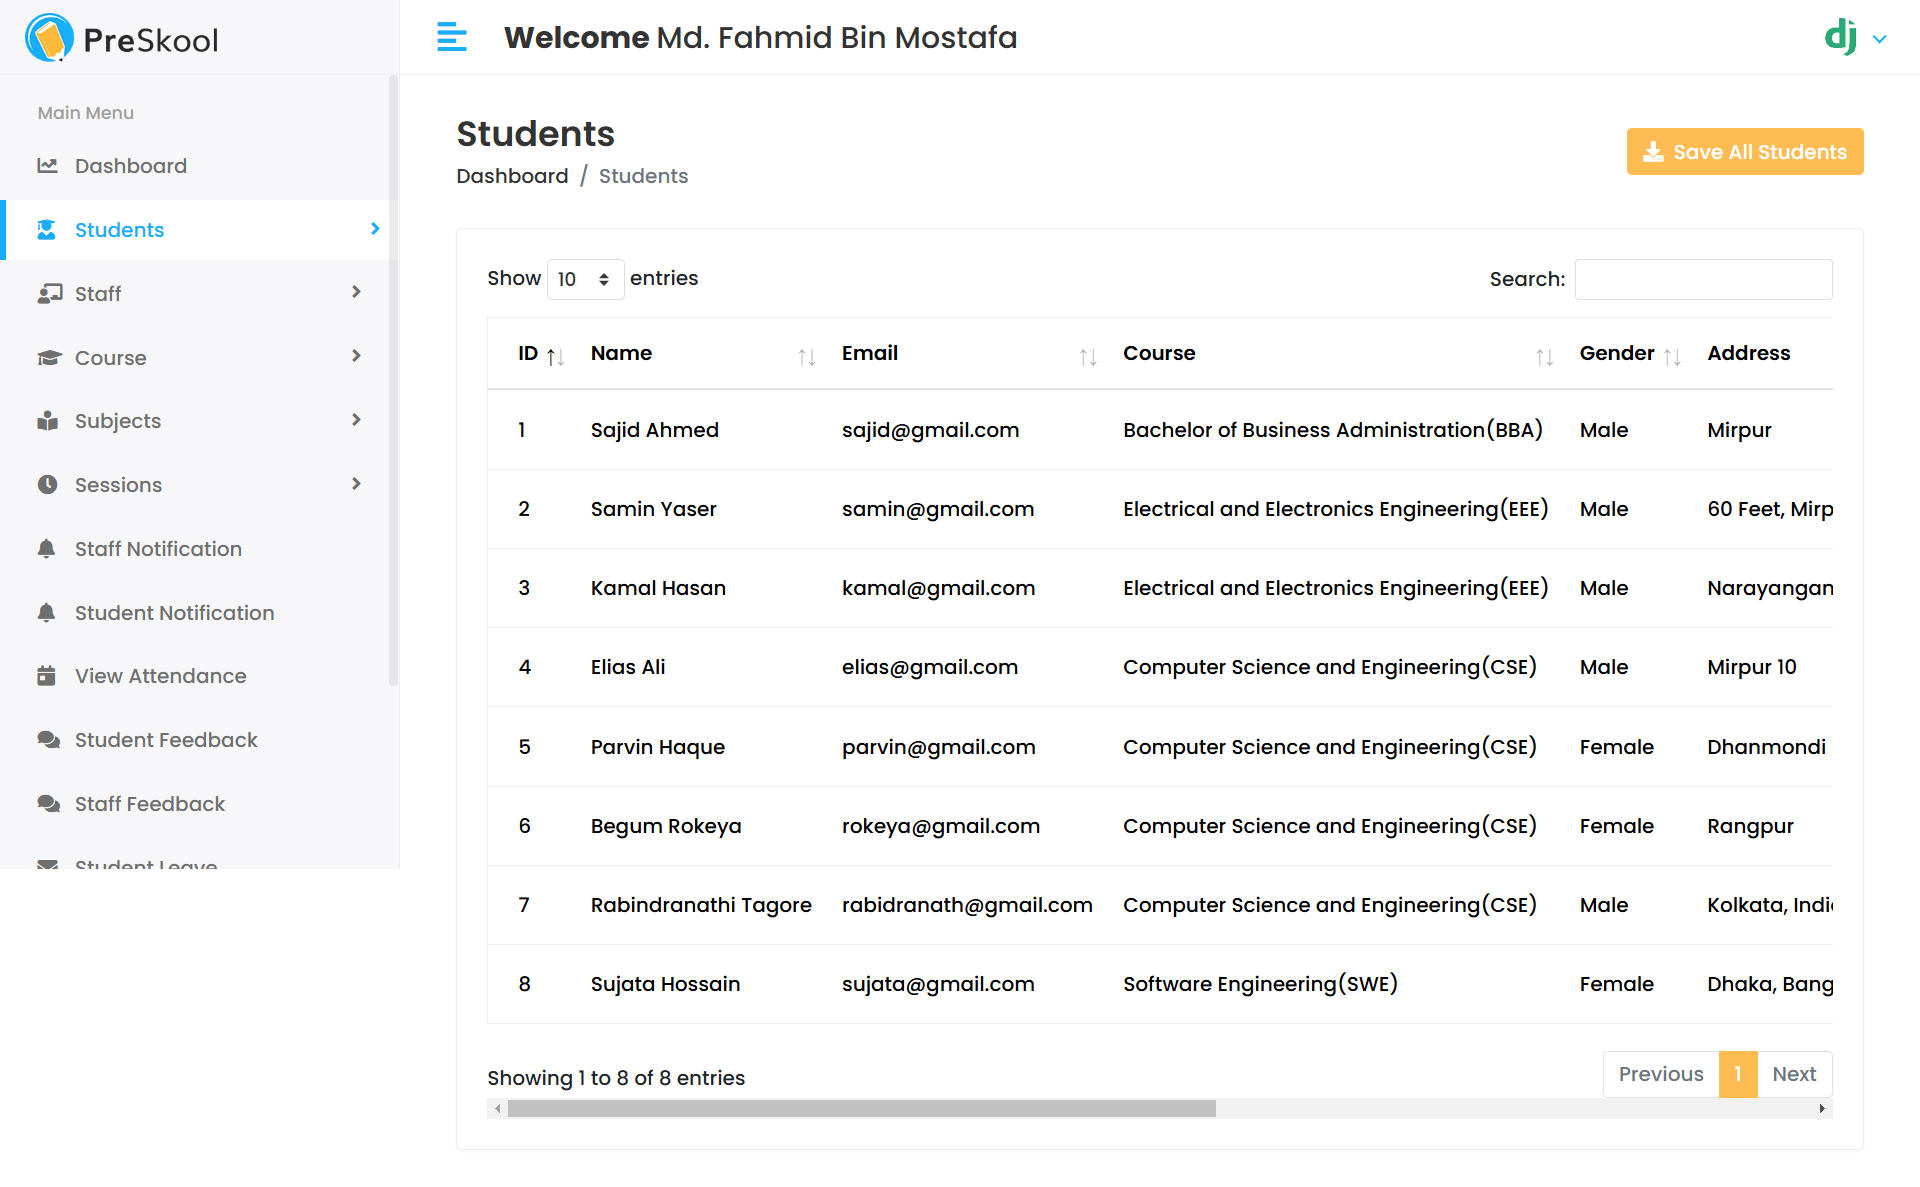 PreSkool
Welcome Md. Fahmid Bin Mostafa
dj
Main Menu
Dashboard
Students
Staff
Course
Subjects
Sessions
Staff Notification
Student Notification
View Attendance
Student Feedback
Staff Feedback
Student Leave
Students
Dashboard / Students
Save All Students
Show 10 entries
Search:
ID Name Email Course Gender Address
1 Sajid Ahmed sajid@gmail.com Bachelor of Business Administration(BBA) Male Mirpur
2 Samin Yaser samin@gmail.com Electrical and Electronics Engineering(EEE) Male 60 Feet, Mirp
3 Kamal Hasan kamal@gmail.com Electrical and Electronics Engineering(EEE) Male Narayangan
4 Elias Ali elias@gmail.com Computer Science and Engineering(CSE) Male Mirpur 10
5 Parvin Haque parvin@gmail.com Computer Science and Engineering(CSE) Female Dhanmondi
6 Begum Rokeya rokeya@gmail.com Computer Science and Engineering(CSE) Female Rangpur
7 Rabindranathi Tagore rabidranath@gmail.com Computer Science and Engineering(CSE) Male Kolkata, India
8 Sujata Hossain sujata@gmail.com Software Engineering(SWE) Female Dhaka, Bang
Showing 1 to 8 of 8 entries
Previous 1 Next